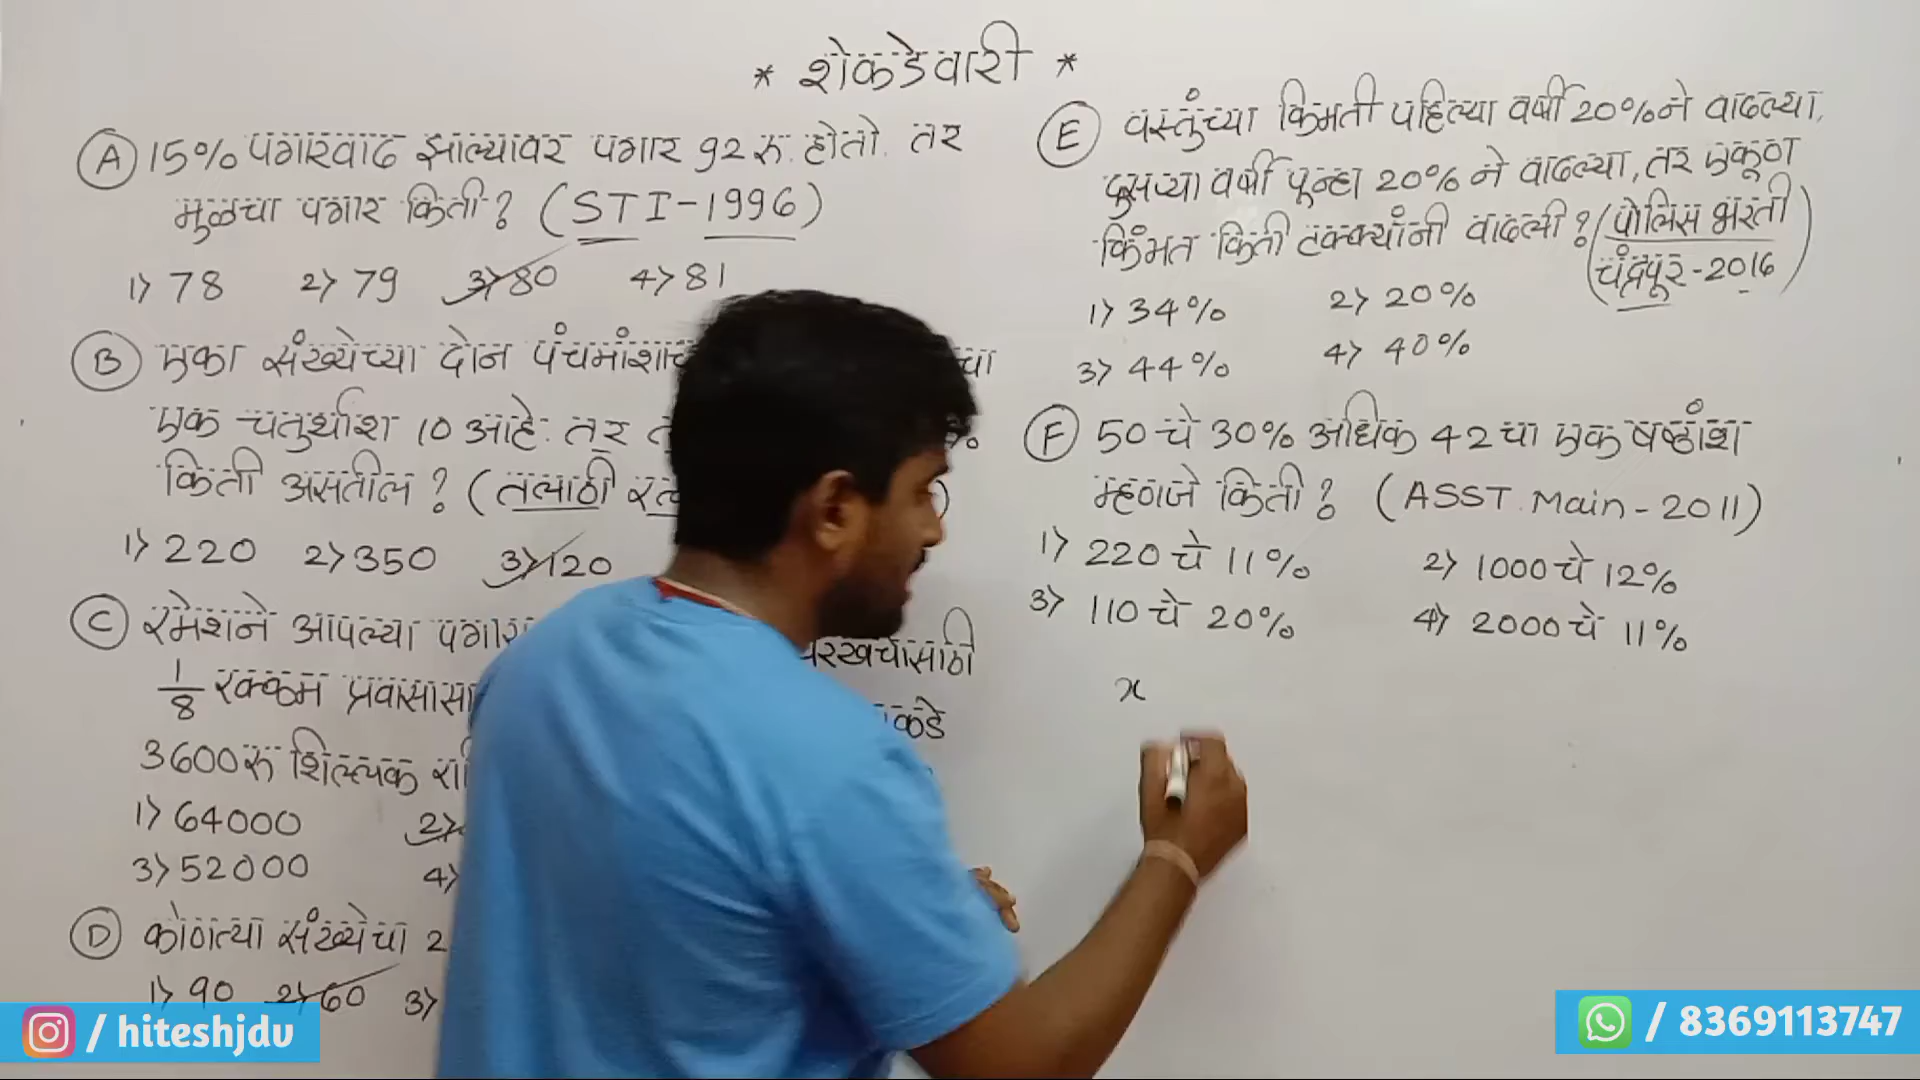 * शेकडेवारी *
(A) 15% पगारवाढ झाल्यावर पगार 92 रु. होतो. तर
मुळचा पगार किती? (STI-1996)
1) 78 2) 79 3) 80 4) 81
(B) एका संख्येच्या दोन पंचमांशाच
एक चतुर्थांश 10 आहे. तर
किती असतील? (तलाठी
1) 220 2) 350 3) 120
(C) रमेशने आपल्या
1/8 रक्कम
3600 रु शिल्लक
1) 64000 2)
3) 52000 4)
(D) कोणत्या संख्येचा 2
1) 90 2) 60 3)
(E) वस्तुंच्या किंमती पहिल्या वर्षी 20% ने वाढल्या,
दुसऱ्या वर्षी पून्हा 20% ने वाढल्या, तर एकूण
किंमत किती टक्क्यांनी वाढली? (पोलिस भरती
चंद्रपूर-2016)
1) 34% 2) 20%
3) 44% 4) 40%
(F) 50 चे 30% अधिक 42 चा एक षष्ठांश
म्हणजे किती? (ASST. Main - 2011)
1) 220 चे 11% 2) 1000 चे 12%
3) 110 चे 20% 4) 2000 चे 11%
x
/ hiteshjdu
/ 8369113747